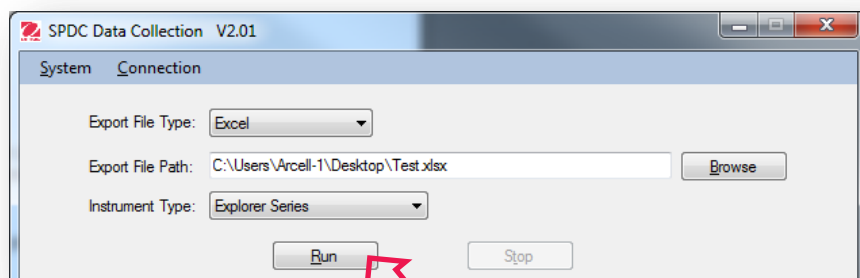 SPDC Data Collection V2.01
System Connection
Export File Type: Excel
Export File Path: C:\Users\Arcell-1\Desktop\Test.xlsx Browse
Instrument Type: Explorer Series
Run Stop